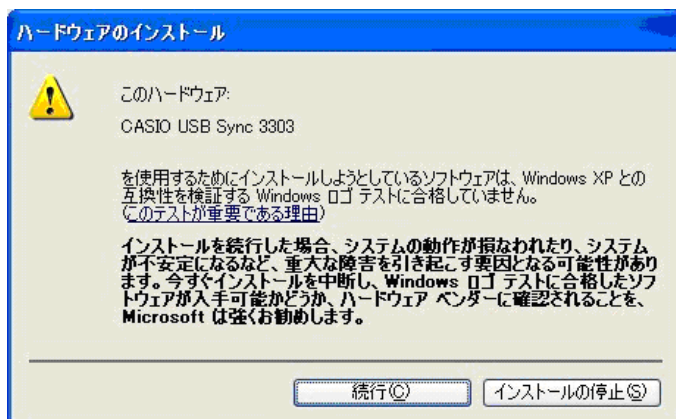 ハードウェアのインストール
このハードウェア:
CASIO USB Sync 3303
を使用するためにインストールしようとしているソフトウェアは、Windows XP との
互換性を検証する Windows ロゴ テストに合格していません。
(このテストが重要である理由)
インストールを続行した場合、システムの動作が損なわれたり、システム
が不安定になるなど、重大な障害を引き起こす要因となる可能性があり
ます。今すぐインストールを中断し、Windows ロゴ テストに合格したソフ
トウェアが入手可能かどうか、ハードウェア ベンダーに確認されることを、
Microsoft は強くお勧めします。
続行(C)
インストールの停止(S)